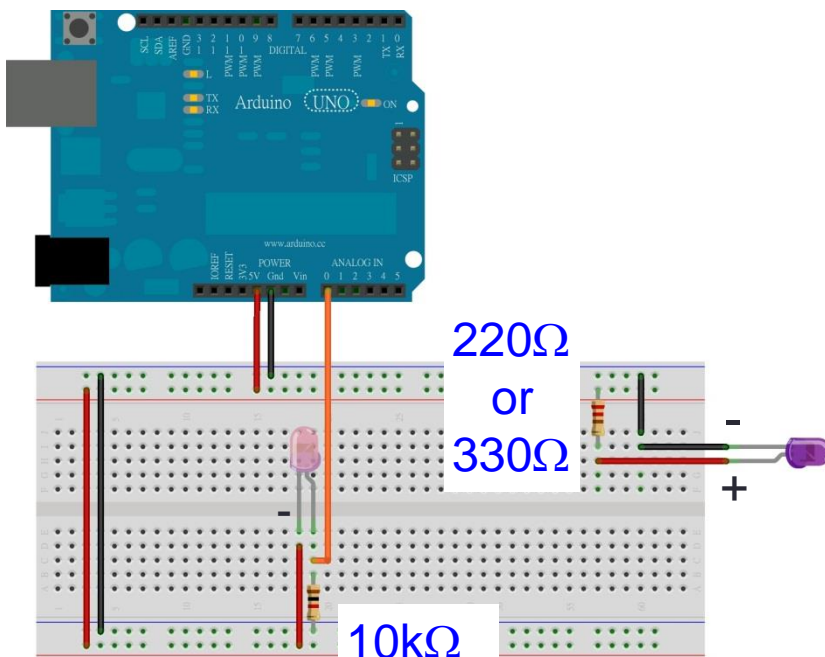 SCL
SDA
AREF
GND
13
12
PWM 11
PWM 10
PWM 9
8
DIGITAL
7
PWM 6
PWM 5
4
PWM 3
2
TX 1
RX 0
L
TX
RX
Arduino
UNO
ON
1
ICSP
www.arduino.cc
POWER
ANALOG IN
IOREF
RESET
3V3
5V
Gnd
Vin
0 1 2 3 4 5
220Ω
or
330Ω
-
+
-
10kΩ